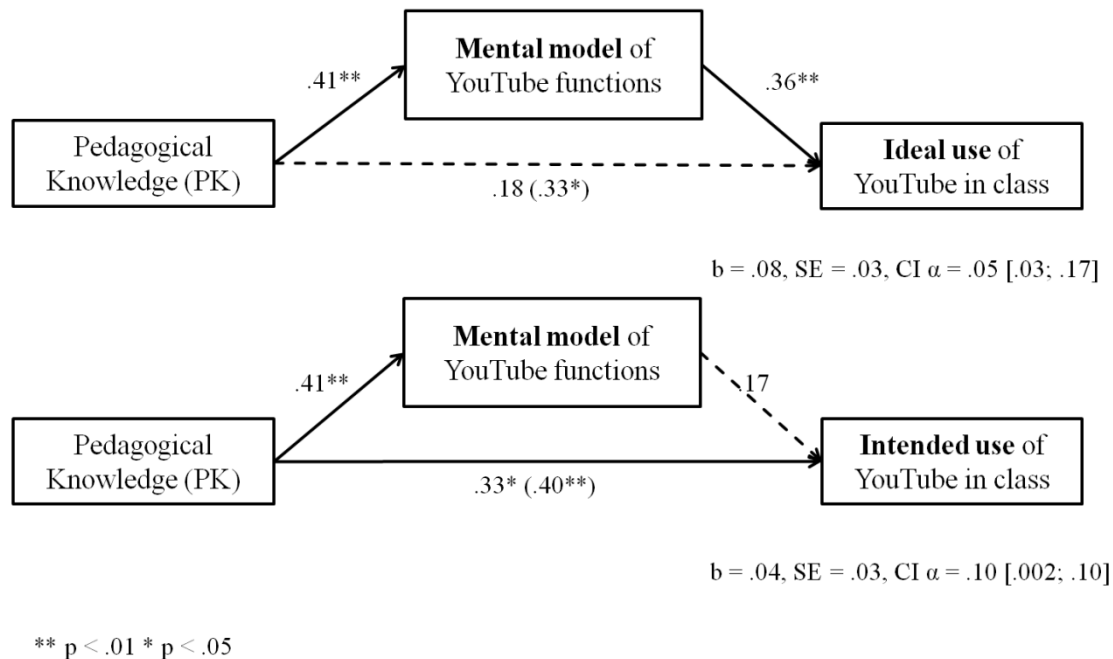 Mental model of
YouTube functions
.41**
.36**
Pedagogical
Knowledge (PK)
Ideal use of
YouTube in class
.18 (.33*)
b = .08, SE = .03, CI α = .05 [.03; .17]
Mental model of
YouTube functions
.41**
.17
Pedagogical
Knowledge (PK)
Intended use of
YouTube in class
.33* (.40**)
b = .04, SE = .03, CI α = .10 [.002; .10]
** p < .01 * p < .05